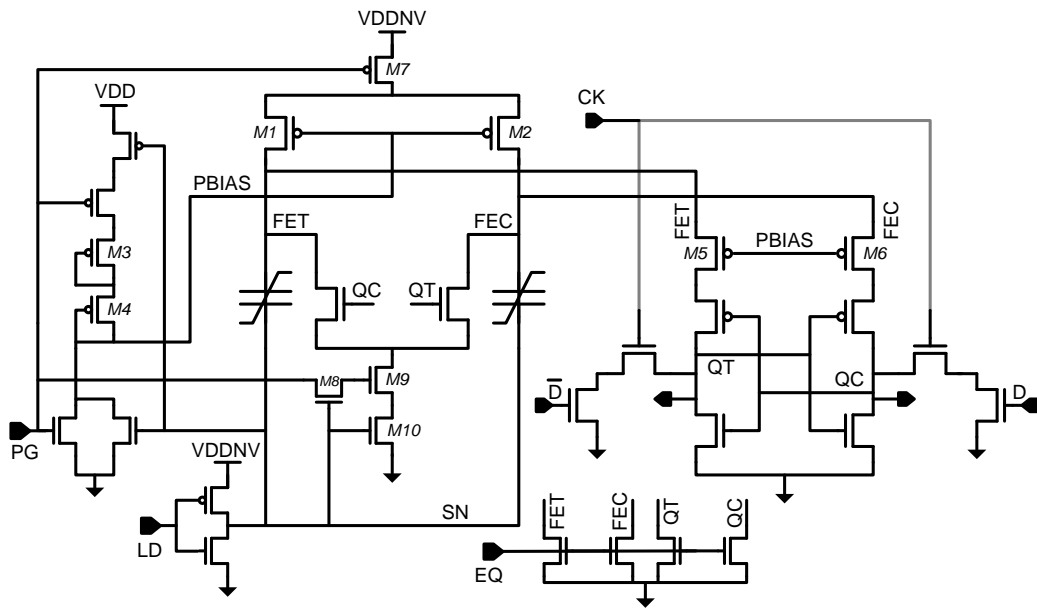 VDDNV
M7
VDD
CK
M1
M2
PBIAS
FET
FEC
FET
FEC
M5
PBIAS
M6
M3
M4
QC
QT
M8
M9
M10
QT
QC
D
D
PG
VDDNV
SN
LD
FET
FEC
QT
QC
EQ